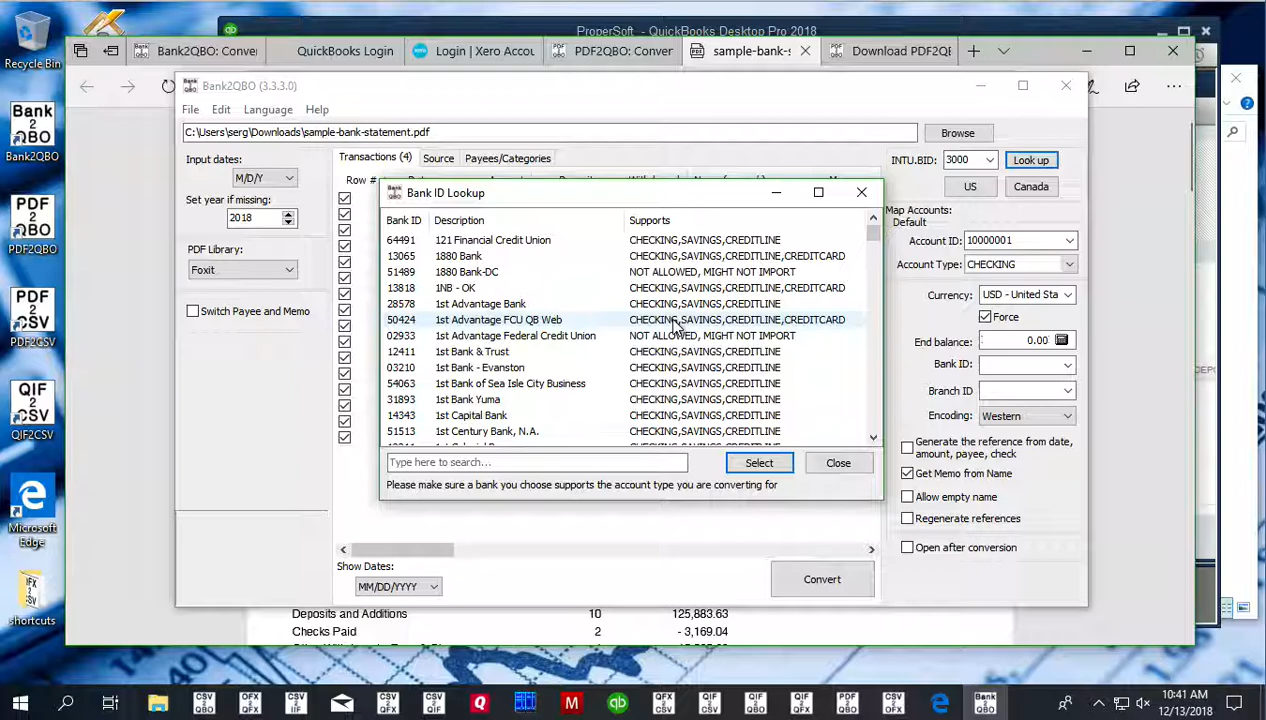 ProperSoft - QuickBooks Desktop Pro 2018
Bank2QBO: Conve
QuickBooks Login
Login | Xero Accou
PDF2QBO: Conver
sample-bank-s
Download PDF2QB
Bank2QBO (3.3.3.0)
File Edit Language Help
C:\Users\serg\Downloads\sample-bank-statement.pdf
Browse
Input dates:
M/D/Y
Set year if missing:
2018
PDF Library:
Foxit
Switch Payee and Memo
Transactions (4) Source Payees/Categories
Row #
INTU.BID: 3000 Look up
US Canada
Map Accounts:
Default
Account ID: 10000001
Account Type: CHECKING
Currency: USD - United Sta
Force
End balance: 0.00
Bank ID:
Branch ID
Encoding: Western
Generate the reference from date,
amount, payee, check
Get Memo from Name
Allow empty name
Regenerate references
Open after conversion
Bank ID Lookup
Bank ID Description Supports
64491 121 Financial Credit Union CHECKING,SAVINGS,CREDITLINE
13065 1880 Bank CHECKING,SAVINGS,CREDITLINE,CREDITCARD
51489 1880 Bank-DC NOT ALLOWED, MIGHT NOT IMPORT
13818 1NB - OK CHECKING,SAVINGS,CREDITLINE,CREDITCARD
28578 1st Advantage Bank CHECKING,SAVINGS,CREDITLINE
50424 1st Advantage FCU QB Web CHECKING,SAVINGS,CREDITLINE,CREDITCARD
02933 1st Advantage Federal Credit Union NOT ALLOWED, MIGHT NOT IMPORT
12411 1st Bank & Trust CHECKING,SAVINGS,CREDITLINE
03210 1st Bank - Evanston CHECKING,SAVINGS,CREDITLINE
54063 1st Bank of Sea Isle City Business CHECKING,SAVINGS,CREDITLINE
31893 1st Bank Yuma CHECKING,SAVINGS,CREDITLINE
14343 1st Capital Bank CHECKING,SAVINGS,CREDITLINE
51513 1st Century Bank, N.A. CHECKING,SAVINGS,CREDITLINE
Type here to search...
Select
Close
Please make sure a bank you choose supports the account type you are converting for
Show Dates:
MM/DD/YYYY
Convert
Deposits and Additions 10 125,883.63
Checks Paid 2 - 3,169.04
Recycle Bin
Bank 2 QBO
Bank2QBO
PDF 2 QBO
PDF2QBO
PDF 2 CSV
PDF2CSV
QIF 2 CSV
QIF2CSV
Microsoft
Edge
shortcuts
10:41 AM
12/13/2018